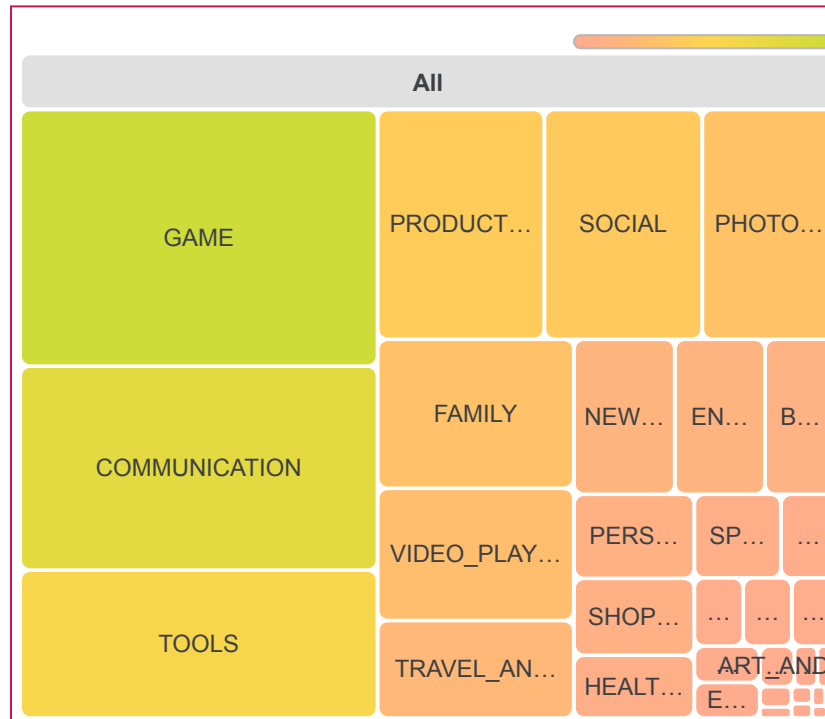 All
GAME
PRODUCT…
SOCIAL
PHOTO…
COMMUNICATION
FAMILY
NEW…
EN…
B…
VIDEO_PLAY…
PERS…
SP…
…
TOOLS
SHOP…
…
…
…
TRAVEL_AN…
HEALT…
ART_AND
E…